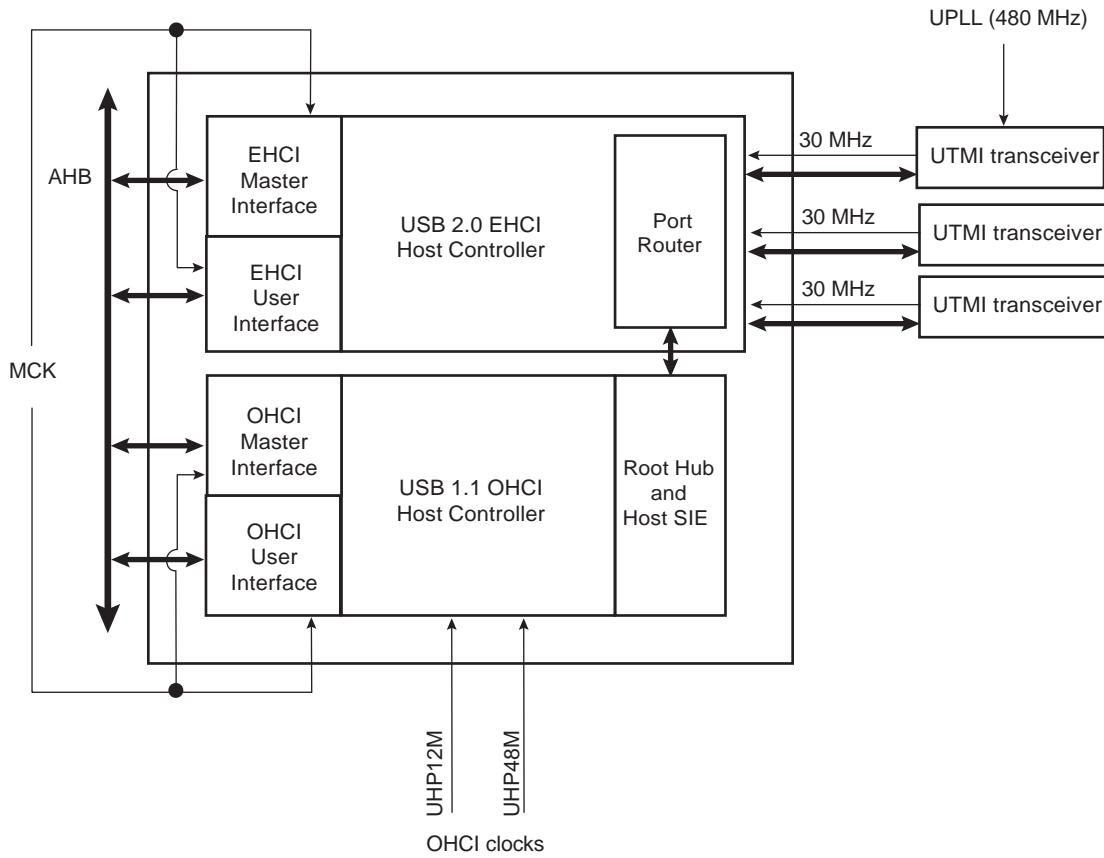 UPLL (480 MHz)
AHB
EHCI
Master
Interface
USB 2.0 EHCI
Host Controller
Port
Router
30 MHz
UTMI transceiver
30 MHz
UTMI transceiver
EHCI
User
Interface
30 MHz
UTMI transceiver
MCK
OHCI
Master
Interface
USB 1.1 OHCI
Host Controller
Root Hub
and
Host SIE
OHCI
User
Interface
UHP12M
UHP48M
OHCI clocks